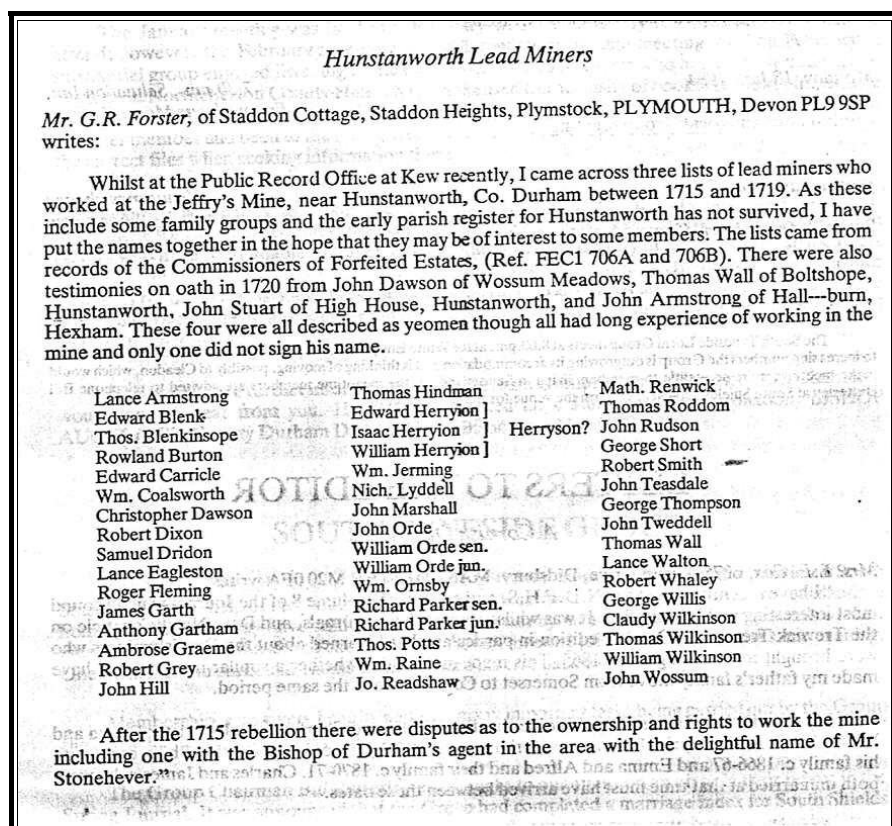 Hunstanworth Lead Miners
Mr. G.R. Forster, of Staddon Cottage, Staddon Heights, Plymstock, PLYMOUTH, Devon PL9 9SP
writes:
Whilst at the Public Record Office at Kew recently, I came across three lists of lead miners who
worked at the Jeffry's Mine, near Hunstanworth, Co. Durham between 1715 and 1719. As these
include some family groups and the early parish register for Hunstanworth has not survived, I have
put the names together in the hope that they may be of interest to some members. The lists came from
records of the Commissioners of Forfeited Estates, (Ref. FEC1 706A and 706B). There were also
testimonies on oath in 1720 from John Dawson of Wossum Meadows, Thomas Wall of Boltshope,
Hunstanworth, John Stuart of High House, Hunstanworth, and John Armstrong of Hall---burn,
Hexham. These four were all described as yeomen though all had long experience of working in the
mine and only one did not sign his name.
Lance Armstrong
Edward Blenk
Thos. Blenkinsope
Rowland Burton
Edward Carricle
Wm. Coalsworth
Christopher Dawson
Robert Dixon
Samuel Dridon
Lance Eagleston
Roger Fleming
James Garth
Anthony Gartham
Ambrose Graeme
Robert Grey
John Hill
Thomas Hindman
Edward Herryion ]
Isaac Herryion ] Herryson?
William Herryion ]
Wm. Jerming
Nich. Lyddell
John Marshall
John Orde
William Orde sen.
William Orde jun.
Wm. Ornsby
Richard Parker sen.
Richard Parker jun.
Thos. Potts
Wm. Raine
Jo. Readshaw
Math. Renwick
Thomas Roddom
John Rudson
George Short
Robert Smith
John Teasdale
George Thompson
John Tweddell
Thomas Wall
Lance Walton
Robert Whaley
George Willis
Claudy Wilkinson
Thomas Wilkinson
William Wilkinson
John Wossum
After the 1715 rebellion there were disputes as to the ownership and rights to work the mine
including one with the Bishop of Durham's agent in the area with the delightful name of Mr.
Stonehever."